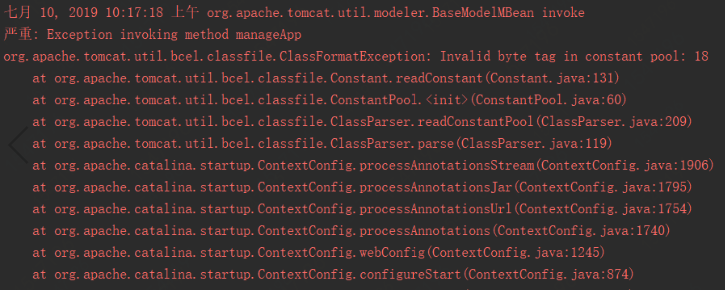 七月 10, 2019 10:17:18 上午 org.apache.tomcat.util.modeler.BaseModelMBean invoke
严重: Exception invoking method manageApp
org.apache.tomcat.util.bcel.classfile.ClassFormatException: Invalid byte tag in constant pool: 18
at org.apache.tomcat.util.bcel.classfile.Constant.readConstant(Constant.java:131)
at org.apache.tomcat.util.bcel.classfile.ConstantPool.<init>(ConstantPool.java:60)
at org.apache.tomcat.util.bcel.classfile.ClassParser.readConstantPool(ClassParser.java:209)
at org.apache.tomcat.util.bcel.classfile.ClassParser.parse(ClassParser.java:119)
at org.apache.catalina.startup.ContextConfig.processAnnotationsStream(ContextConfig.java:1906)
at org.apache.catalina.startup.ContextConfig.processAnnotationsJar(ContextConfig.java:1795)
at org.apache.catalina.startup.ContextConfig.processAnnotationsUrl(ContextConfig.java:1754)
at org.apache.catalina.startup.ContextConfig.processAnnotations(ContextConfig.java:1740)
at org.apache.catalina.startup.ContextConfig.webConfig(ContextConfig.java:1245)
at org.apache.catalina.startup.ContextConfig.configureStart(ContextConfig.java:874)